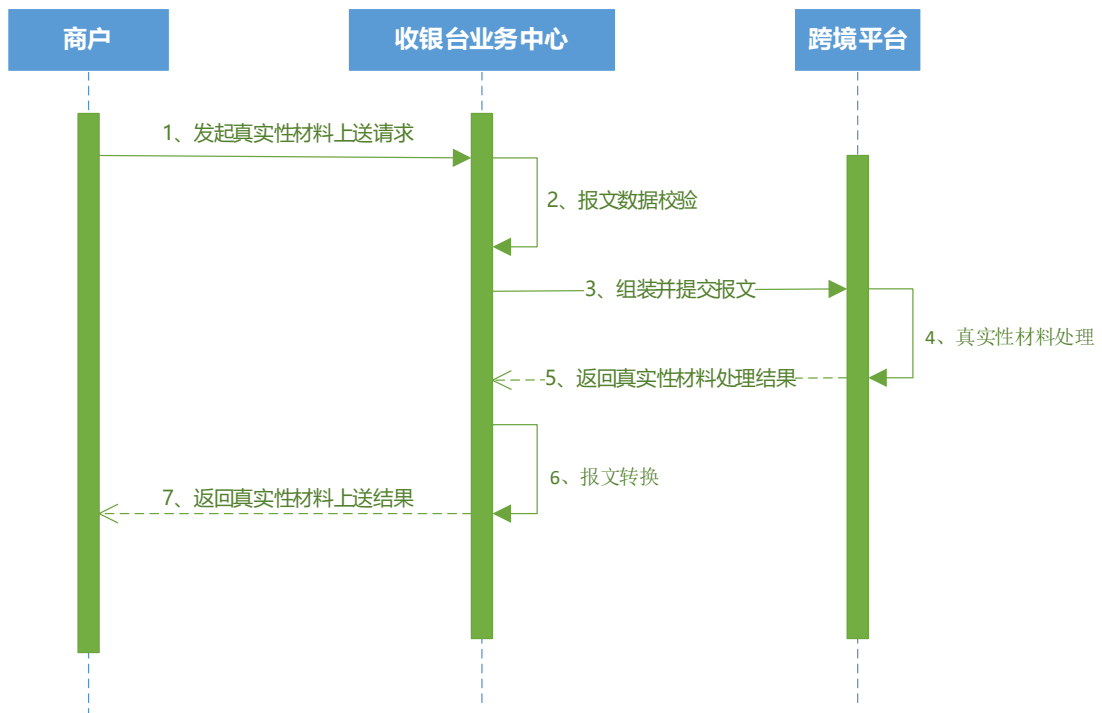 商户
收银台业务中心
跨境平台
1、发起真实性材料上送请求
2、报文数据校验
3、组装并提交报文
4、真实性材料处理
5、返回真实性材料处理结果
6、报文转换
7、返回真实性材料上送结果